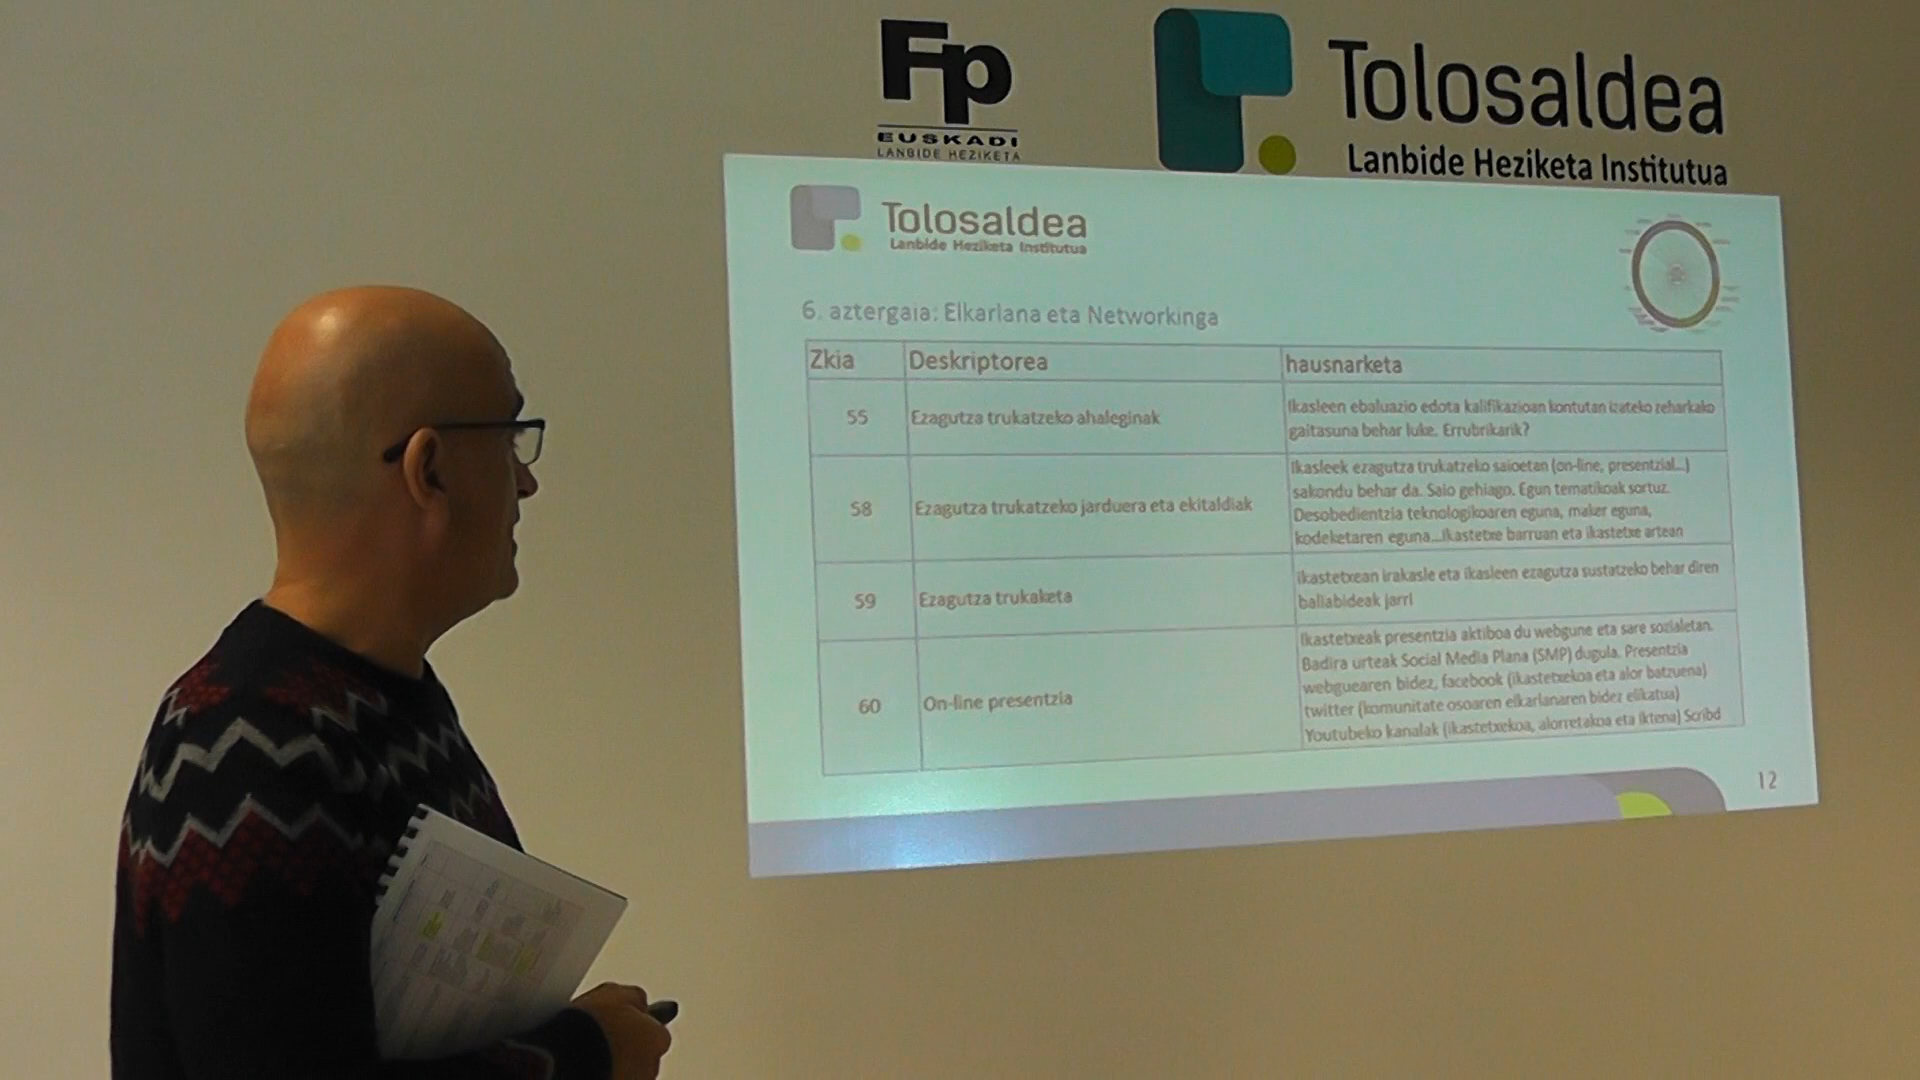 Fp
EUSKADI
LANBIDE HEZIKETA
Tolosaldea
Lanbide Heziketa Institutua
Tolosaldea
Lanbide Heziketa Institutua
6. aztergaia: Elkarlana eta Networkinga
Zkia Deskriptorea hausnarketa
55 Ezagutza trukatzeko ahaleginak
Ikasleen ebaluazio edota kalifikazioan kontutan izateko zeharkako
gaitasuna behar luke. Errubrikarik?
58 Ezagutza trukatzeko jarduera eta ekitaldiak
Ikasleek ezagutza trukatzeko saioetan (on-line, presentzial...)
sakondu behar da. Saio gehiago. Egun tematikoak sortuz.
Desobedientzia teknologikoaren eguna, maker eguna,
kodeketaren eguna...ikastetxe barruan eta ikastetxe artean
59 Ezagutza trukaketa
ikastetxean irakasle eta ikasleen ezagutza sustatzeko behar diren
baliabideak jarri
60 On-line presentzia
Ikastetxeak presentzia aktiboa du webgune eta sare sozialetan.
Badira urteak Social Media Plana (SMP) dugula. Presentzia
webguearen bidez, facebook (ikastetxekoa eta alor batzuena)
twitter (komunitate osoaren elkarlanaren bidez elikatua)
Youtubeko kanalak (ikastetxekoa, alorretakoa eta iktena) Scribd
12